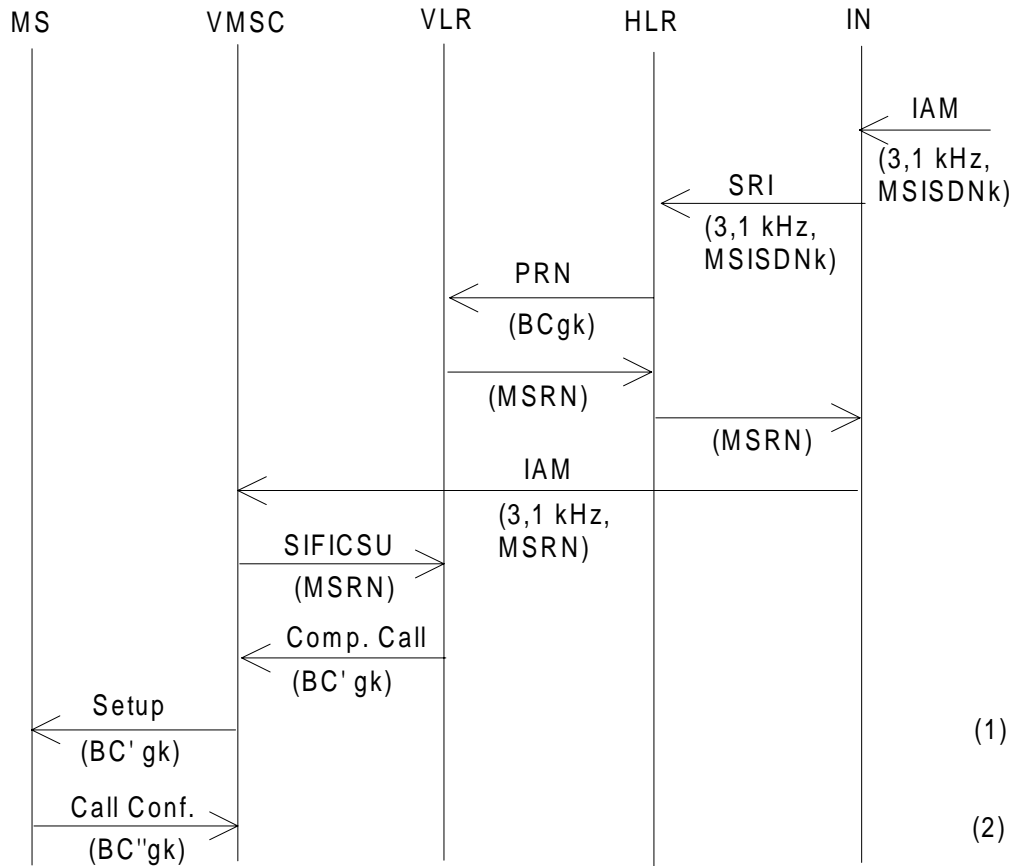 MS VMSC VLR HLR IN
IAM
(3,1 kHz,
MSISDNk)
SRI
(3,1 kHz,
MSISDNk)
PRN
(BCgk)
(MSRN)
(MSRN)
IAM
(3,1 kHz,
MSRN)
SIFICSU
(MSRN)
Comp. Call
(BC' gk)
Setup
(BC' gk)
(1)
Call Conf.
(BC"gk)
(2)